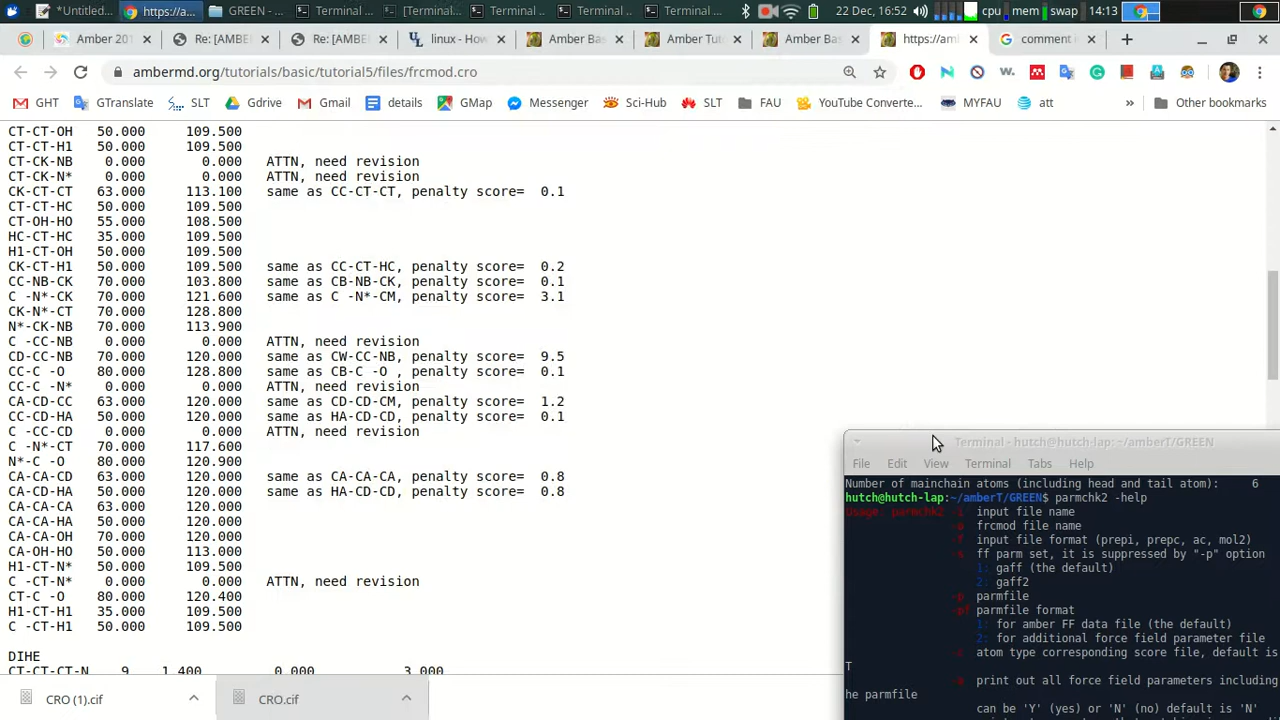 *Untitled...
https://a...
GREEN - ...
Terminal ...
[Terminal...
Terminal ...
Terminal ...
Terminal ...
22 Dec, 16:52
cpu
mem
swap
14:13
Amber 201
Re: [AMBE
Re: [AMBE
linux - How
Amber Bas
Amber Tut
Amber Bas
https://aml
comment i
ambermd.org/tutorials/basic/tutorial5/files/frcmod.cro
GHT
GTranslate
SLT
Gdrive
Gmail
details
GMap
Messenger
Sci-Hub
SLT
FAU
YouTube Converte...
MYFAU
att
»
Other bookmarks
CT-CT-OH 50.000 109.500
CT-CT-H1 50.000 109.500
CT-CK-NB 0.000 0.000 ATTN, need revision
CT-CK-N* 0.000 0.000 ATTN, need revision
CK-CT-CT 63.000 113.100 same as CC-CT-CT, penalty score= 0.1
CT-CT-HC 50.000 109.500
CT-OH-HO 55.000 108.500
HC-CT-HC 35.000 109.500
H1-CT-OH 50.000 109.500
CK-CT-H1 50.000 109.500 same as CC-CT-HC, penalty score= 0.2
CC-NB-CK 70.000 103.800 same as CB-NB-CK, penalty score= 0.1
C -N*-CK 70.000 121.600 same as C -N*-CM, penalty score= 3.1
CK-N*-CT 70.000 128.800
N*-CK-NB 70.000 113.900
C -CC-NB 0.000 0.000 ATTN, need revision
CD-CC-NB 70.000 120.000 same as CW-CC-NB, penalty score= 9.5
CC-C -O 80.000 128.800 same as CB-C -O , penalty score= 0.1
CC-C -N* 0.000 0.000 ATTN, need revision
CA-CD-CC 63.000 120.000 same as CD-CD-CM, penalty score= 1.2
CC-CD-HA 50.000 120.000 same as HA-CD-CD, penalty score= 0.1
C -CC-CD 0.000 0.000 ATTN, need revision
C -N*-CT 70.000 117.600
N*-C -O 80.000 120.900
CA-CA-CD 63.000 120.000 same as CA-CA-CA, penalty score= 0.8
CA-CD-HA 50.000 120.000 same as HA-CD-CD, penalty score= 0.8
CA-CA-CA 63.000 120.000
CA-CA-HA 50.000 120.000
CA-CA-OH 70.000 120.000
CA-OH-HO 50.000 113.000
H1-CT-N* 50.000 109.500
C -CT-N* 0.000 0.000 ATTN, need revision
CT-C -O 80.000 120.400
H1-CT-H1 35.000 109.500
C -CT-H1 50.000 109.500
DIHE
CT-CT-CT-N 9 1.400 0.000 3.000
Terminal - hutch@hutch-lap: ~/amberT/GREEN
File Edit View Terminal Tabs Help
Number of mainchain atoms (including head and tail atom): 6
hutch@hutch-lap:~/amberT/GREEN$ parmchk2 -help
Usage: parmchk2 -i input file name
-o frcmod file name
-f input file format (prepi, prepc, ac, mol2)
-s ff parm set, it is suppressed by "-p" option
1: gaff (the default)
2: gaff2
-p parmfile
-pf parmfile format
1: for amber FF data file (the default)
2: for additional force field parameter file
-c atom type corresponding score file, default is
T
-a print out all force field parameters including
he parmfile
can be 'Y' (yes) or 'N' (no) default is 'N'
CRO (1).cif
CRO.cif